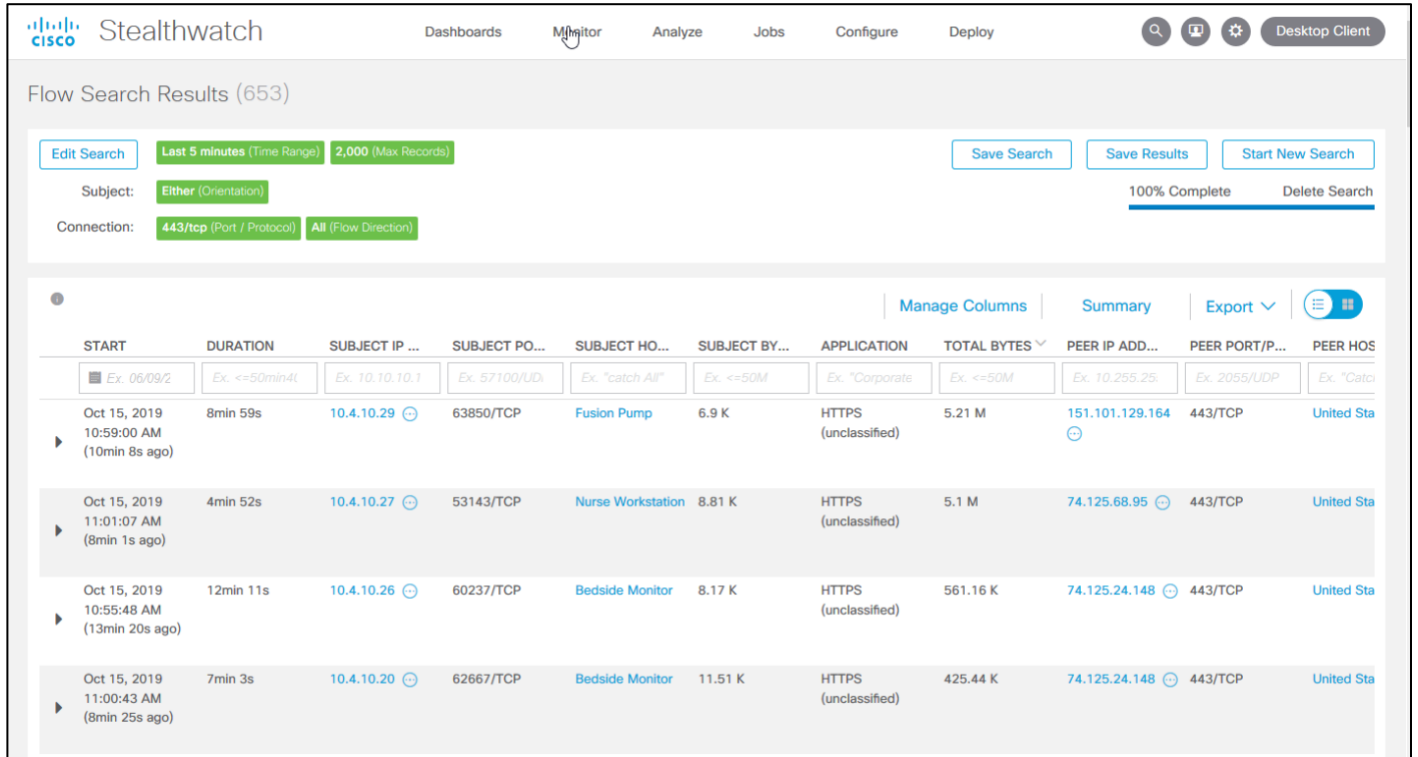 CISCO Stealthwatch Dashboards Monitor Analyze Jobs Configure Deploy Desktop Client
Flow Search Results (653)
Edit Search Last 5 minutes (Time Range) 2,000 (Max Records) Save Search Save Results Start New Search
Subject: Either (Orientation) 100% Complete Delete Search
Connection: 443/tcp (Port / Protocol) All (Flow Direction)
Manage Columns Summary Export
START DURATION SUBJECT IP ... SUBJECT PO... SUBJECT HO... SUBJECT BY... APPLICATION TOTAL BYTES PEER IP ADD... PEER PORT/P... PEER HOS
Ex. 06/09/2 Ex. <=50min4( Ex. 10.10.10.1 Ex. 57100/UD Ex. "catch All" Ex. <=50M Ex. "Corporate Ex. <=50M Ex. 10.255.25 Ex. 2055/UDP Ex. "Catc
Oct 15, 2019 8min 59s 10.4.10.29 63850/TCP Fusion Pump 6.9 K HTTPS 5.21 M 151.101.129.164 443/TCP United Sta
10:59:00 AM (unclassified)
(10min 8s ago)
Oct 15, 2019 4min 52s 10.4.10.27 53143/TCP Nurse Workstation 8.81 K HTTPS 5.1 M 74.125.68.95 443/TCP United Sta
11:01:07 AM (unclassified)
(8min 1s ago)
Oct 15, 2019 12min 11s 10.4.10.26 60237/TCP Bedside Monitor 8.17 K HTTPS 561.16 K 74.125.24.148 443/TCP United Sta
10:55:48 AM (unclassified)
(13min 20s ago)
Oct 15, 2019 7min 3s 10.4.10.20 62667/TCP Bedside Monitor 11.51 K HTTPS 425.44 K 74.125.24.148 443/TCP United Sta
11:00:43 AM (unclassified)
(8min 25s ago)